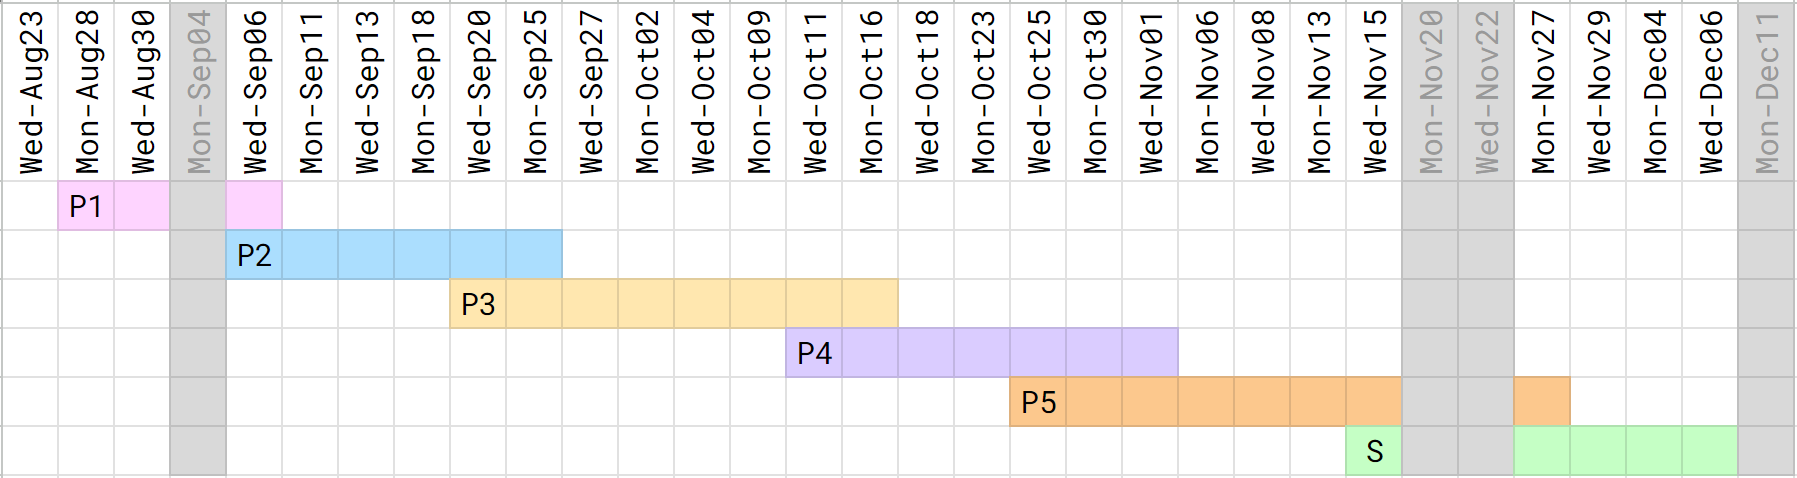 Wed-Aug23
Mon-Aug28
Wed-Aug30
Mon-Sep04
Wed-Sep06
Mon-Sep11
Wed-Sep13
Mon-Sep18
Wed-Sep20
Mon-Sep25
Wed-Sep27
Mon-Oct02
Wed-Oct04
Mon-Oct09
Wed-Oct11
Mon-Oct16
Wed-Oct18
Mon-Oct23
Wed-Oct25
Mon-Oct30
Wed-Nov01
Mon-Nov06
Wed-Nov08
Mon-Nov13
Wed-Nov15
Mon-Nov20
Wed-Nov22
Mon-Nov27
Wed-Nov29
Mon-Dec04
Wed-Dec06
Mon-Dec11
P1
P2
P3
P4
P5
S